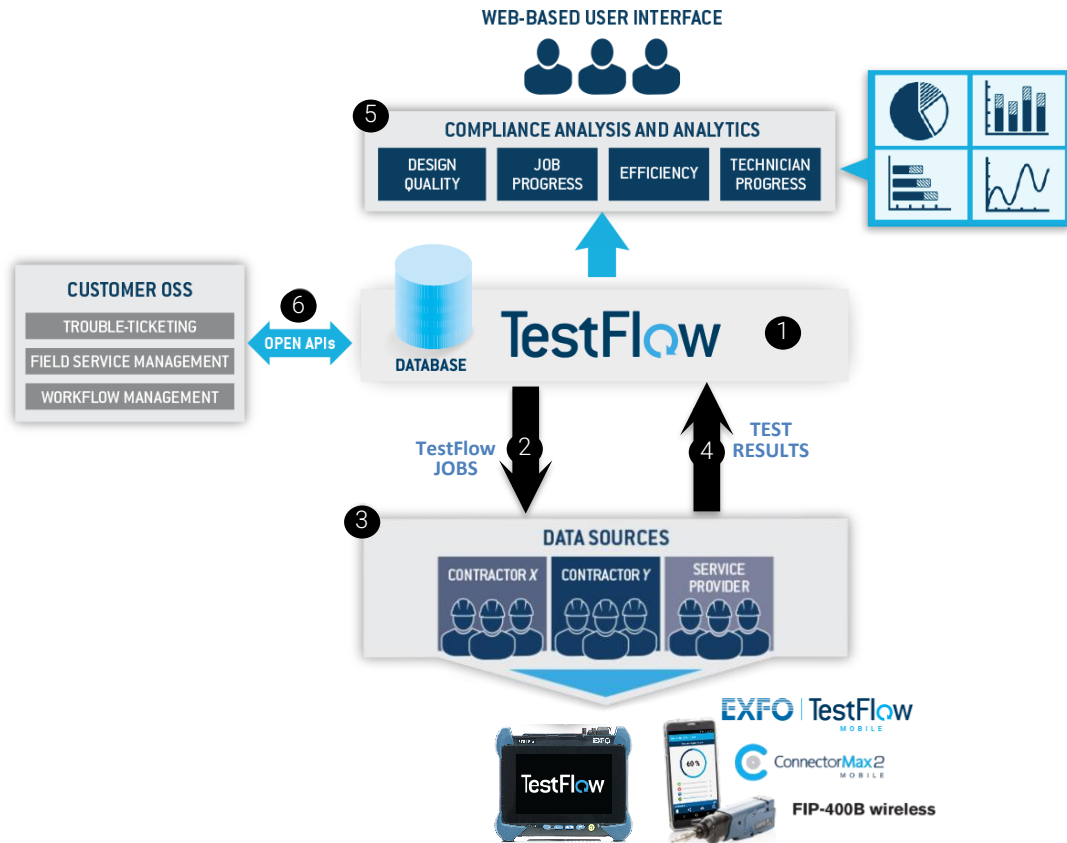 WEB-BASED USER INTERFACE
5
COMPLIANCE ANALYSIS AND ANALYTICS
DESIGN
QUALITY
JOB
PROGRESS
EFFICIENCY
TECHNICIAN
PROGRESS
CUSTOMER OSS
TROUBLE-TICKETING
FIELD SERVICE MANAGEMENT
WORKFLOW MANAGEMENT
6
OPEN APIs
DATABASE
TestFlow
1
TestFlow
JOBS
2
4
TEST
RESULTS
3
DATA SOURCES
CONTRACTOR X
CONTRACTOR Y
SERVICE
PROVIDER
EXFO
TestFlow
60 %
EXFO | TestFlow
MOBILE
ConnectorMax2
MOBILE
FIP-400B wireless